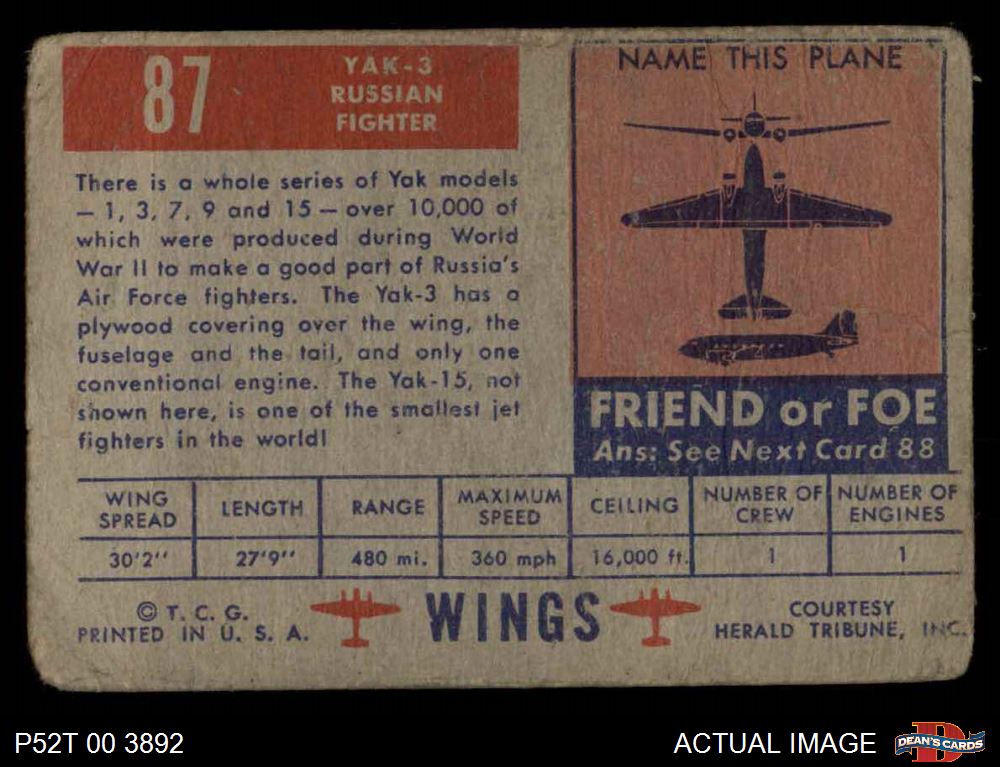 87
YAK-3
RUSSIAN
FIGHTER
There is a whole series of Yak models
— 1, 3, 7, 9 and 15 — over 10,000 of
which were produced during World
War II to make a good part of Russia's
Air Force fighters. The Yak-3 has a
plywood covering over the wing, the
fuselage and the tail, and only one
conventional engine. The Yak-15, not
shown here, is one of the smallest jet
fighters in the world!
NAME THIS PLANE
FRIEND or FOE
Ans: See Next Card 88
WING SPREAD LENGTH RANGE MAXIMUM SPEED CEILING NUMBER OF CREW NUMBER OF ENGINES
30'2'' 27'9'' 480 mi. 360 mph 16,000 ft. 1 1
© T. C. G.
PRINTED IN U. S. A.
WINGS
COURTESY
HERALD TRIBUNE, INC.
P52T 00 3892
ACTUAL IMAGE
D
DEAN'S CARDS